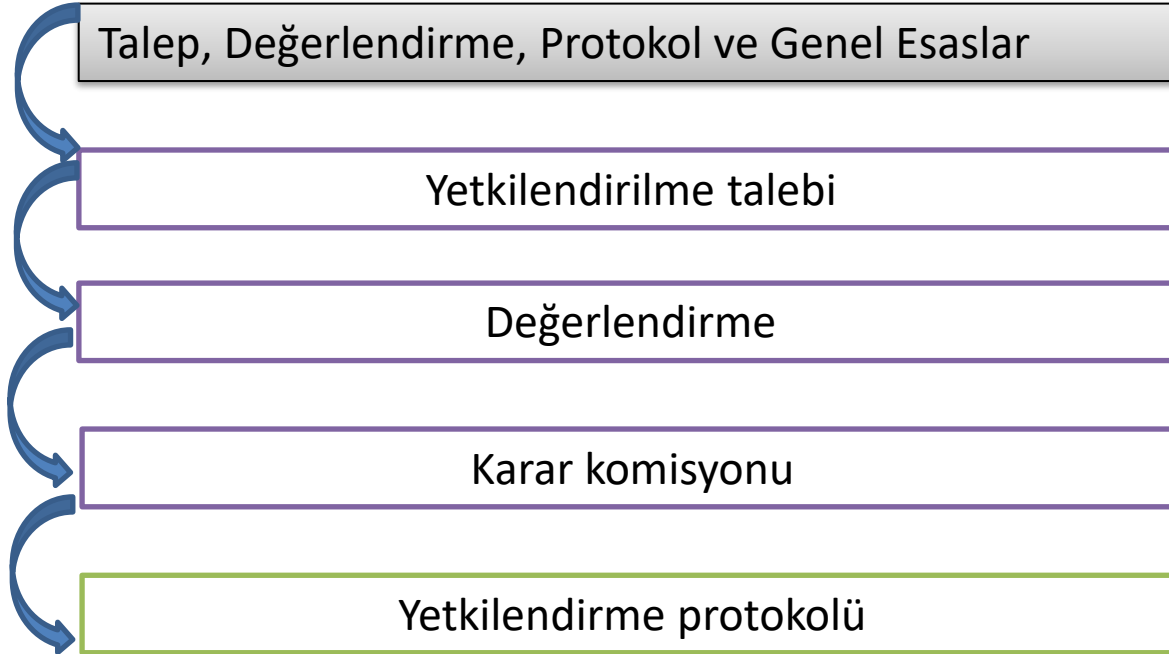 Talep, Değerlendirme, Protokol ve Genel Esaslar
Yetkilendirilme talebi
Değerlendirme
Karar komisyonu
Yetkilendirme protokolü